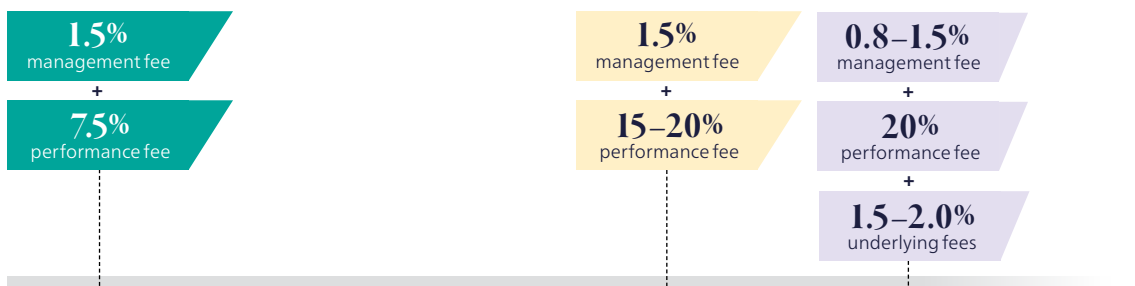 1.5%
management fee
+
7.5%
performance fee
1.5%
management fee
+
15–20%
performance fee
0.8–1.5%
management fee
+
20%
performance fee
+
1.5–2.0%
underlying fees